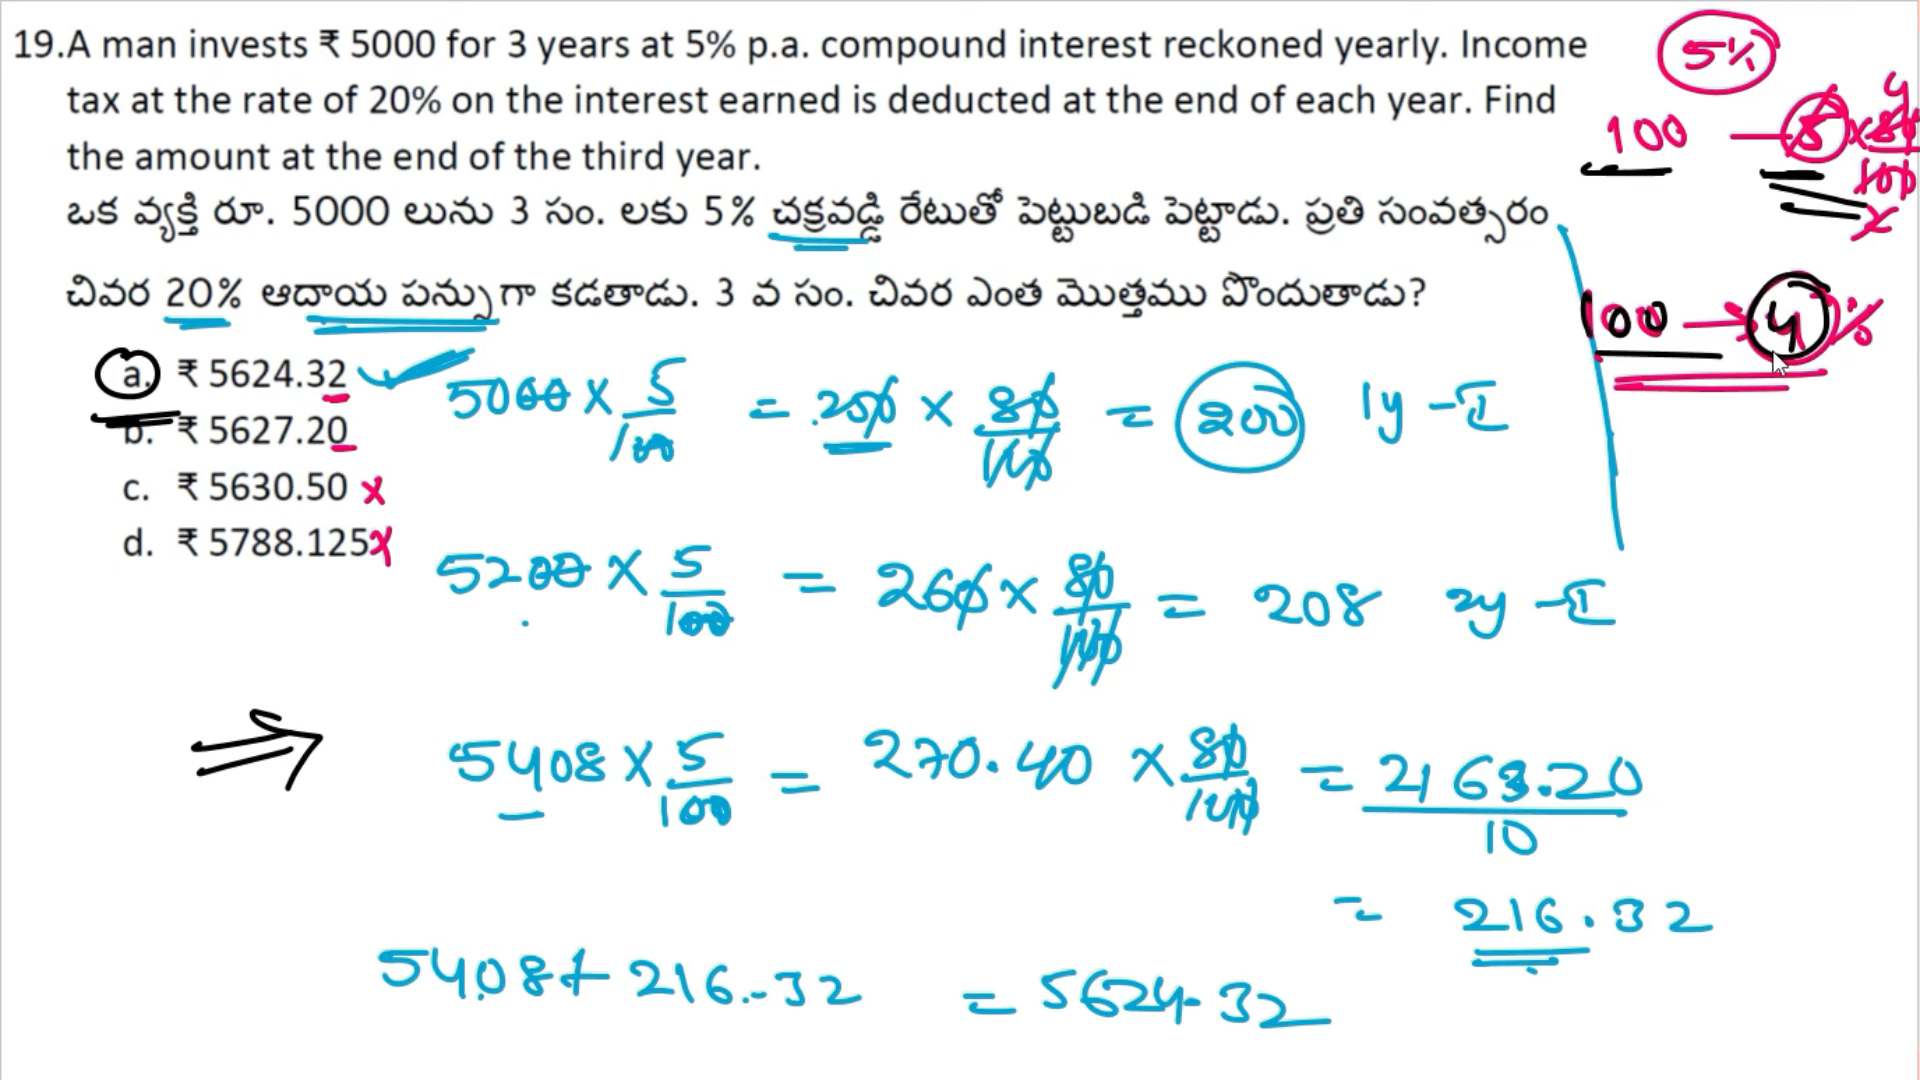 19.A man invests ₹ 5000 for 3 years at 5% p.a. compound interest reckoned yearly. Income
tax at the rate of 20% on the interest earned is deducted at the end of each year. Find
the amount at the end of the third year.
ఒక వ్యక్తి రూ. 5000 లును 3 సం. లకు 5% చక్రవడ్డి రేటుతో పెట్టుబడి పెట్టాడు. ప్రతి సంవత్సరం
చివర 20% ఆదాయ పన్నుగా కడతాడు. 3 వ సం. చివర ఎంత మొత్తము పొందుతాడు?
a. ₹ 5624.32
b. ₹ 5627.20
c. ₹ 5630.50 x
d. ₹ 5788.125x
5%
100 — 5 × 80/100
100 → 4%
5000 × 5/100 = 250 × 80/100 = 200 1y - I
5200 × 5/100 = 260 × 80/100 = 208 2y - I
5408 × 5/100 = 270.40 × 80/100 = 2163.20/10
= 216.32
5408 + 216.32 = 5624.32